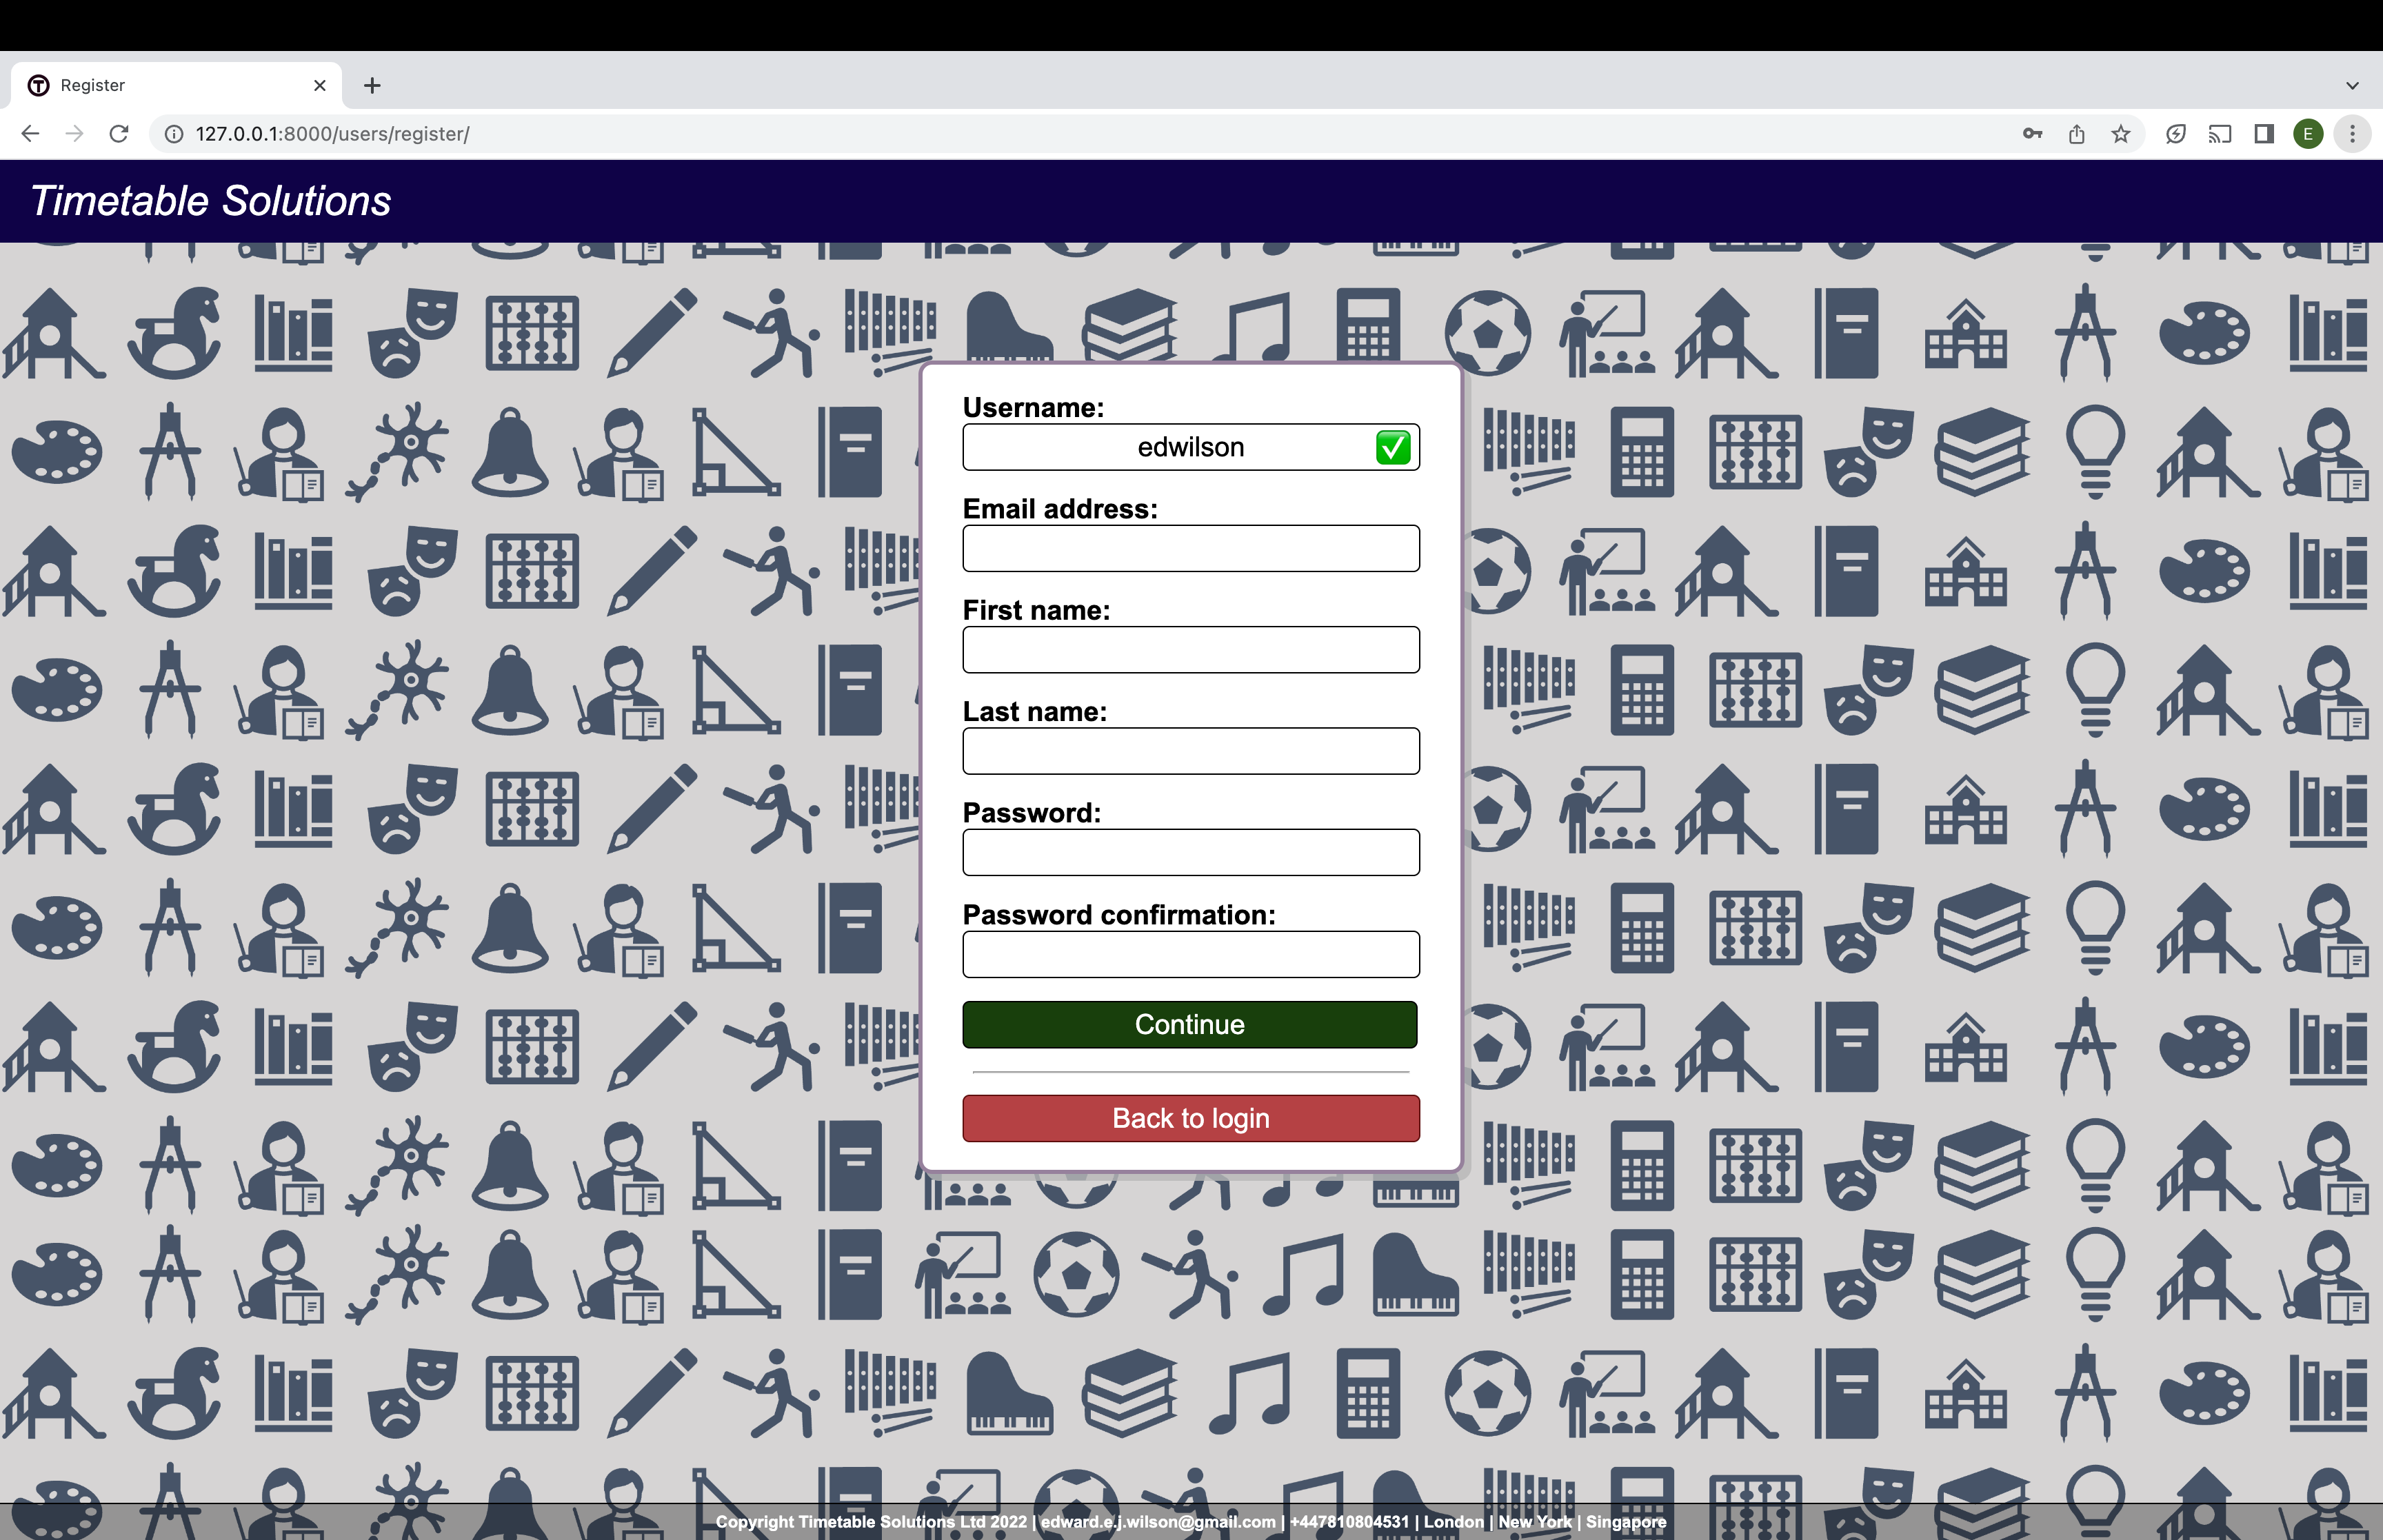 Register
127.0.0.1:8000/users/register/
E
Timetable Solutions
Username:
edwilson
Email address:
First name:
Last name:
Password:
Password confirmation:
Continue
Back to login
Copyright Timetable Solutions Ltd 2022 | edward.e.j.wilson@gmail.com | +447810804531 | London | New York | Singapore